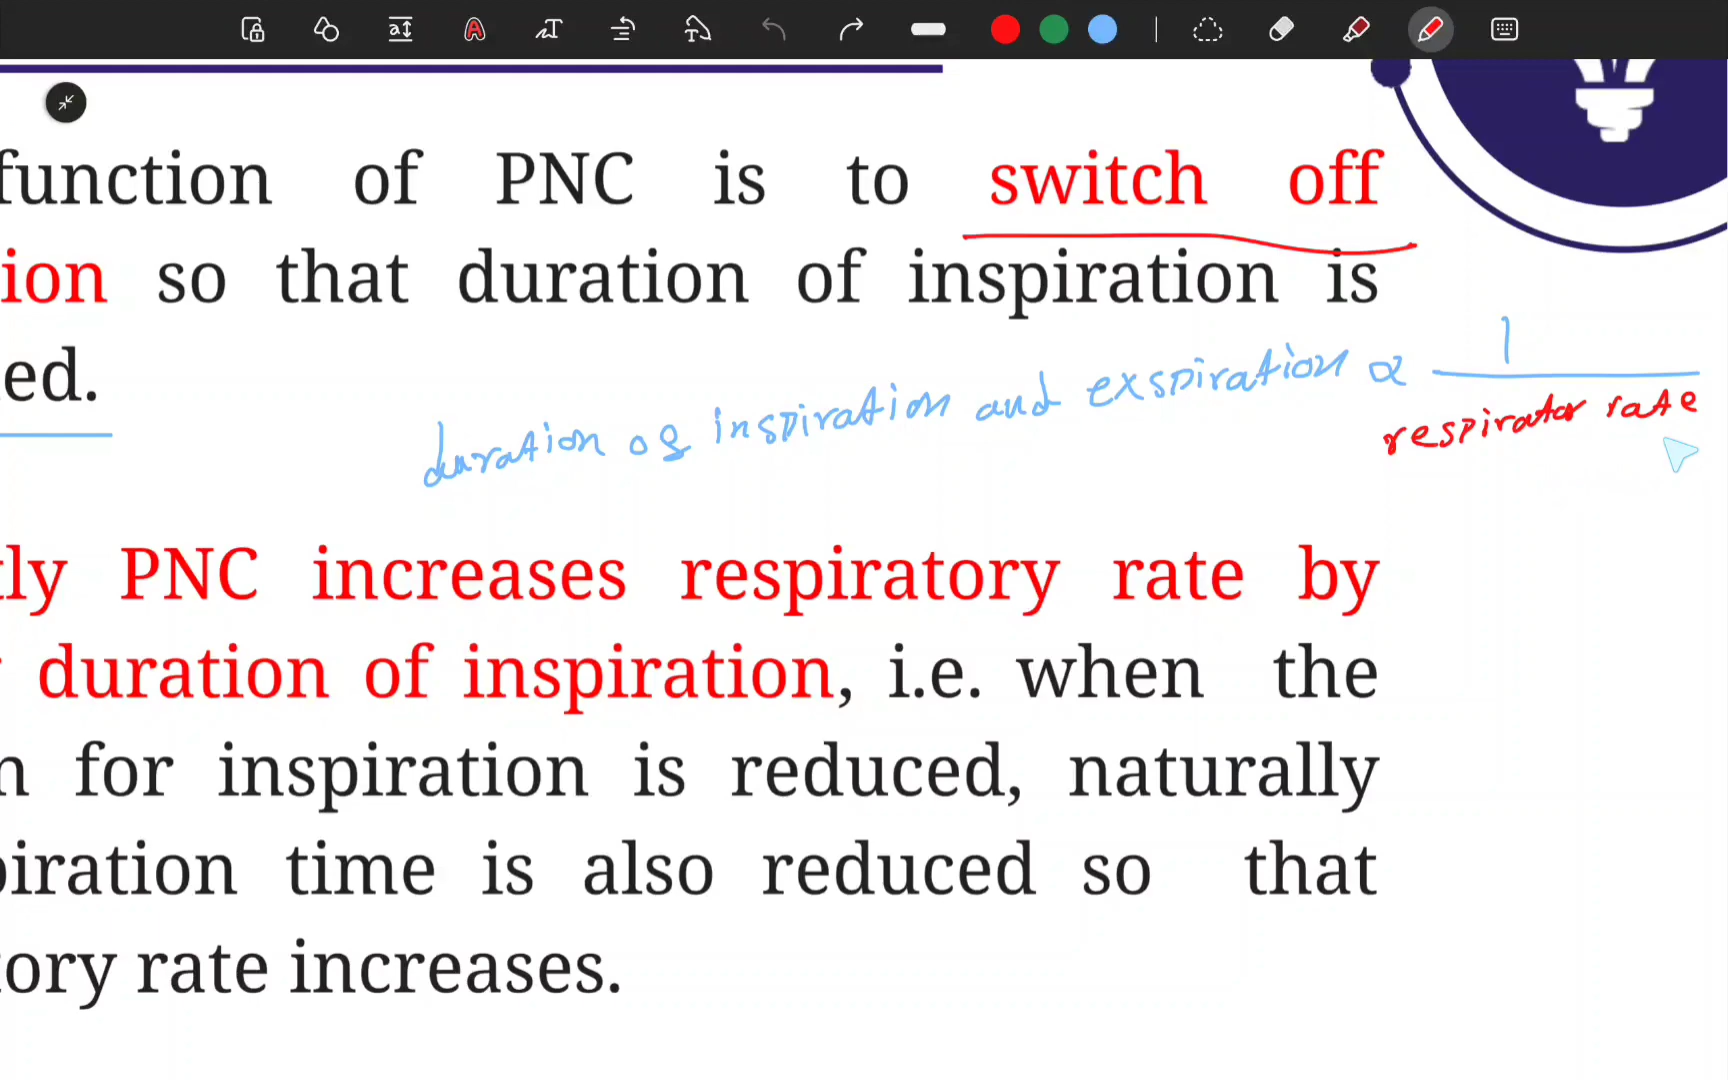 function of PNC is to switch off
ion so that duration of inspiration is
ed.
duration of inspiration and exspiration ∝ 1
respirator rate
ly PNC increases respiratory rate by
duration of inspiration, i.e. when the
n for inspiration is reduced, naturally
piration time is also reduced so that
tory rate increases.